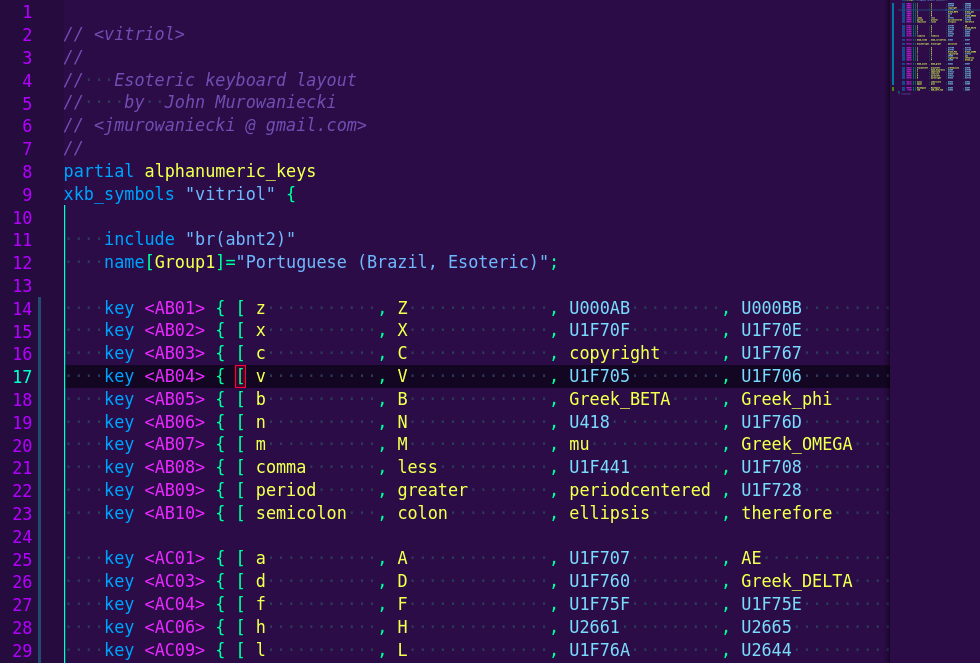 1
2 // <vitriol>
3 //
4 // Esoteric keyboard layout
5 // by John Murowaniecki
6 // <jmurowaniecki @ gmail.com>
7 //
8 partial alphanumeric_keys
9 xkb_symbols "vitriol" {
10
11 include "br(abnt2)"
12 name[Group1]="Portuguese (Brazil, Esoteric)";
13
14 key <AB01> { [ z , Z , U000AB , U000BB
15 key <AB02> { [ x , X , U1F70F , U1F70E
16 key <AB03> { [ c , C , copyright , U1F767
17 key <AB04> { [ v , V , U1F705 , U1F706
18 key <AB05> { [ b , B , Greek_BETA , Greek_phi
19 key <AB06> { [ n , N , U418 , U1F76D
20 key <AB07> { [ m , M , mu , Greek_OMEGA
21 key <AB08> { [ comma , less , U1F441 , U1F708
22 key <AB09> { [ period , greater , periodcentered , U1F728
23 key <AB10> { [ semicolon , colon , ellipsis , therefore
24
25 key <AC01> { [ a , A , U1F707 , AE
26 key <AC03> { [ d , D , U1F760 , Greek_DELTA
27 key <AC04> { [ f , F , U1F75F , U1F75E
28 key <AC06> { [ h , H , U2661 , U2665
29 key <AC09> { [ l , L , U1F76A , U2644